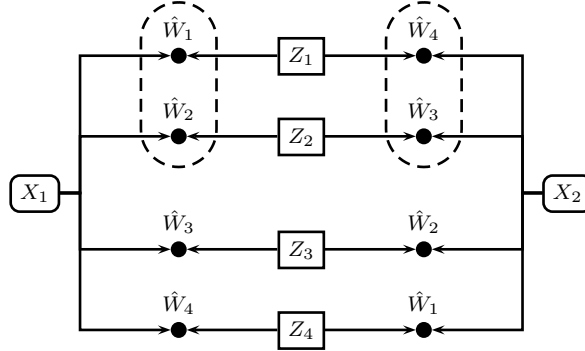 Ŵ₁ Z₁ Ŵ₄
Ŵ₂ Z₂ Ŵ₃
X₁ X₂
Ŵ₃ Z₃ Ŵ₂
Ŵ₄ Z₄ Ŵ₁